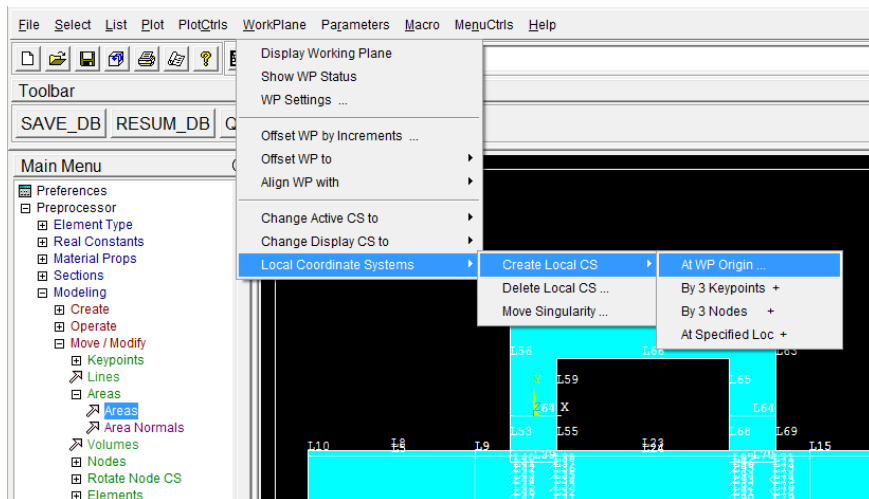 File Select List Plot PlotCtrls WorkPlane Parameters Macro MenuCtrls Help
Toolbar
SAVE_DB RESUM_DB Q
Main Menu
Preferences
Preprocessor
Element Type
Real Constants
Material Props
Sections
Modeling
Create
Operate
Move / Modify
Keypoints
Lines
Areas
Areas
Area Normals
Volumes
Nodes
Rotate Node CS
Elements
Display Working Plane
Show WP Status
WP Settings ...
Offset WP by Increments ...
Offset WP to
Align WP with
Change Active CS to
Change Display CS to
Local Coordinate Systems
Create Local CS
Delete Local CS ...
Move Singularity ...
At WP Origin ...
By 3 Keypoints +
By 3 Nodes +
At Specified Loc +
L56 L66 L63
Y L59 L65
X L64
L53 L55 L68 L69
L10 L9 L15